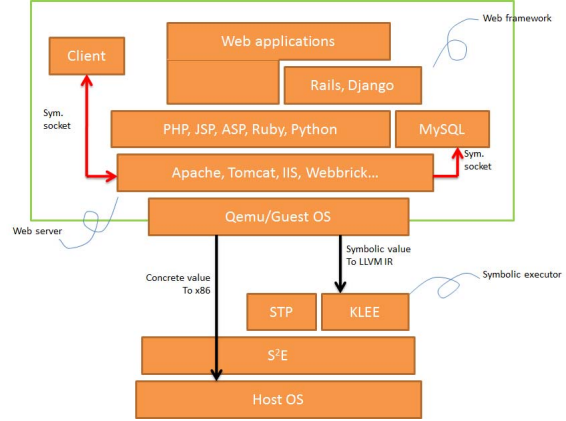 Web framework
Client
Web applications
Rails, Django
Sym.
socket
PHP, JSP, ASP, Ruby, Python
MySQL
Sym.
socket
Apache, Tomcat, IIS, Webbrick...
Qemu/Guest OS
Web server
Symbolic value
To LLVM IR
Concrete value
To x86
Symbolic executor
STP
KLEE
S²E
Host OS